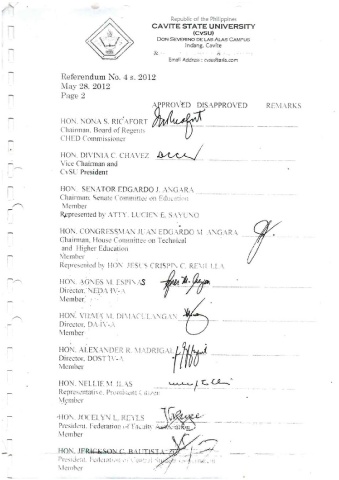 Republic of the Philippines
CAVITE STATE UNIVERSITY
(CvSU)
DON SEVERINO DE LAS ALAS CAMPUS
Indang, Cavite
Email Address : cvsu@asia.com
Referendum No. 4 s. 2012
May 28, 2012
Page 2
APPROVED DISAPPROVED REMARKS
HON. NONA S. RICAFORT
Chairman, Board of Regents
CHED Commissioner
HON. DIVINIA C. CHAVEZ
Vice Chairman and
CvSU President
HON. SENATOR EDGARDO J. ANGARA
Chairman, Senate Committee on Education
Member
Represented by ATTY. LUCIEN E. SAYUNO
HON. CONGRESSMAN JUAN EDGARDO M. ANGARA
Chairman, House Committee on Technical
and Higher Education
Member
Represented by HON. JESUS CRISPIN C. REMULLA
HON. AGNES M. ESPINAS
Director, NEDA IV-A
Member
HON. VILMA M. DIMACULANGAN
Director, DA IV-A
Member
HON. ALEXANDER R. MADRIGAL
Director, DOST IV-A
Member
HON. NELLIE M. ILAS
Representative, Prominent Citizen
Member
HON. JOCELYN L. REYES
President, Federation of Faculty Association
Member
HON. JERICKSON C. BAUTISTA
President, Federation of Central Student Government
Member